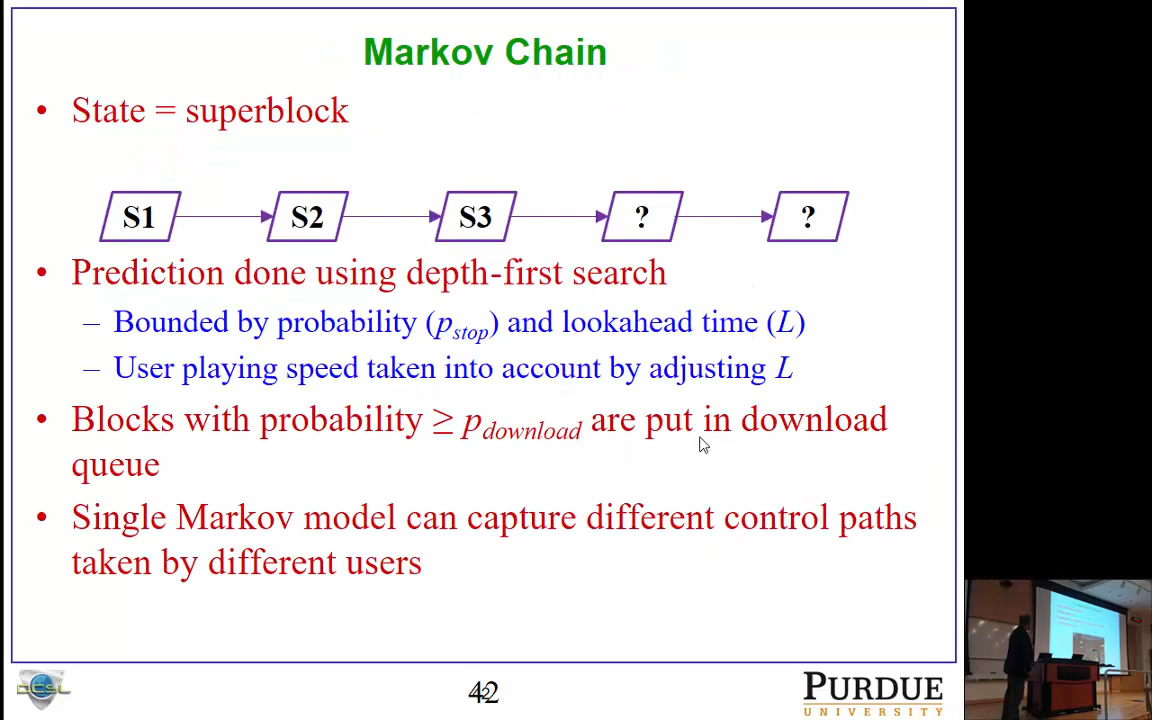 Markov Chain
• State = superblock
S1 S2 S3 ? ?
• Prediction done using depth-first search
– Bounded by probability (pstop) and lookahead time (L)
– User playing speed taken into account by adjusting L
• Blocks with probability ≥ pdownload are put in download
queue
• Single Markov model can capture different control paths
taken by different users
DCSL
42
PURDUE
UNIVERSITY